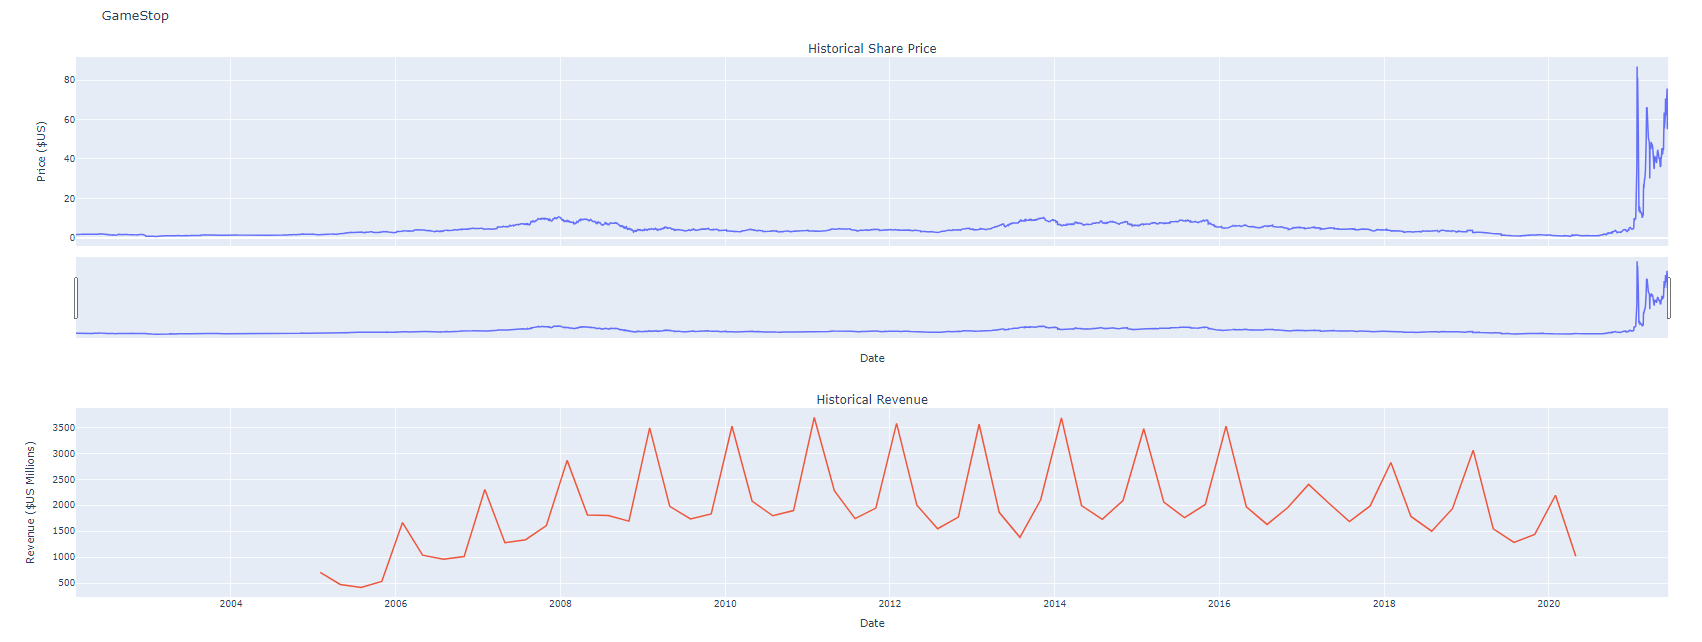 GameStop
Historical Share Price
Price ($US)
80
60
40
20
0
Date
Historical Revenue
Revenue ($US Millions)
3500
3000
2500
2000
1500
1000
500
2004 2006 2008 2010 2012 2014 2016 2018 2020
Date